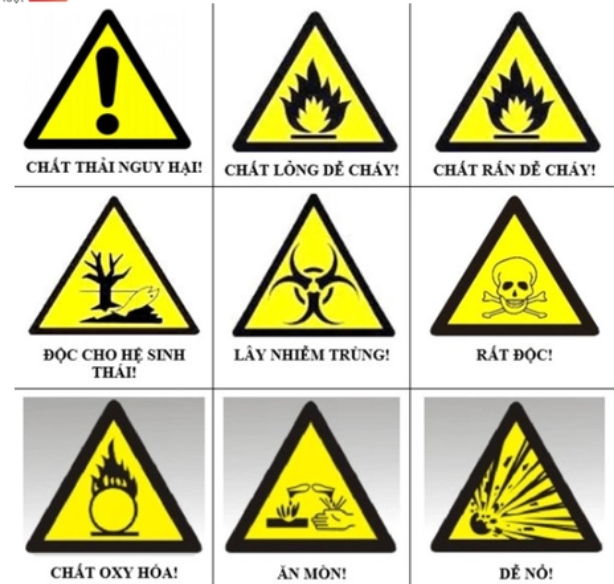 CHẤT THẢI NGUY HẠI!
CHẤT LỎNG DỄ CHÁY!
CHẤT RẮN DỄ CHÁY!
ĐỘC CHO HỆ SINH
THÁI!
LÂY NHIỄM TRÙNG!
RẤT ĐỘC!
CHẤT OXY HÓA!
ĂN MÒN!
DỄ NỔ!